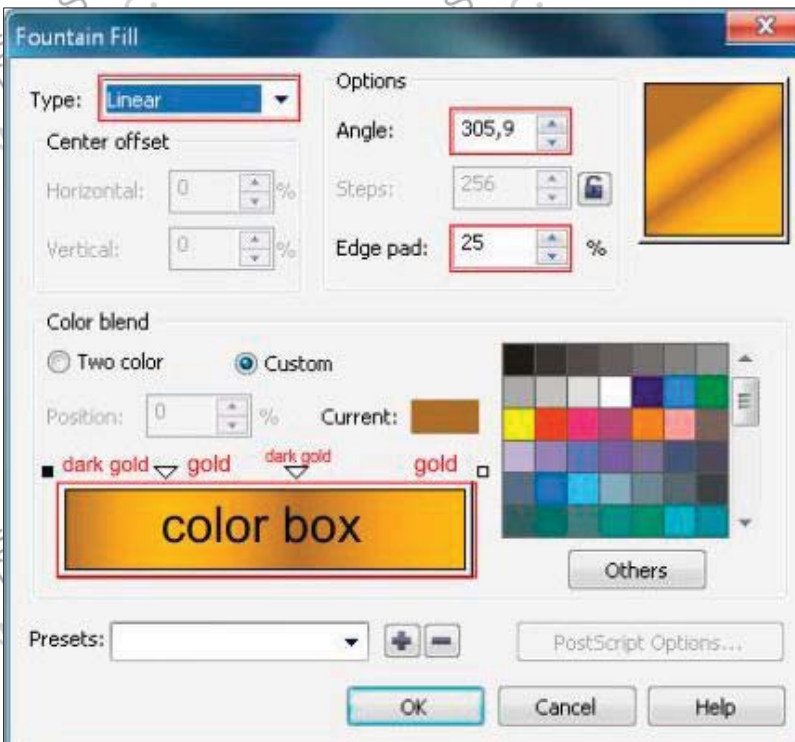 Fountain Fill
Type: Linear
Center offset
Horizontal: 0 %
Vertical: 0 %
Options
Angle: 305,9
Steps: 256
Edge pad: 25 %
Color blend
Two color Custom
Position: 0 % Current:
dark gold gold dark gold gold
color box
Others
Presets:
PostScript Options...
OK Cancel Help